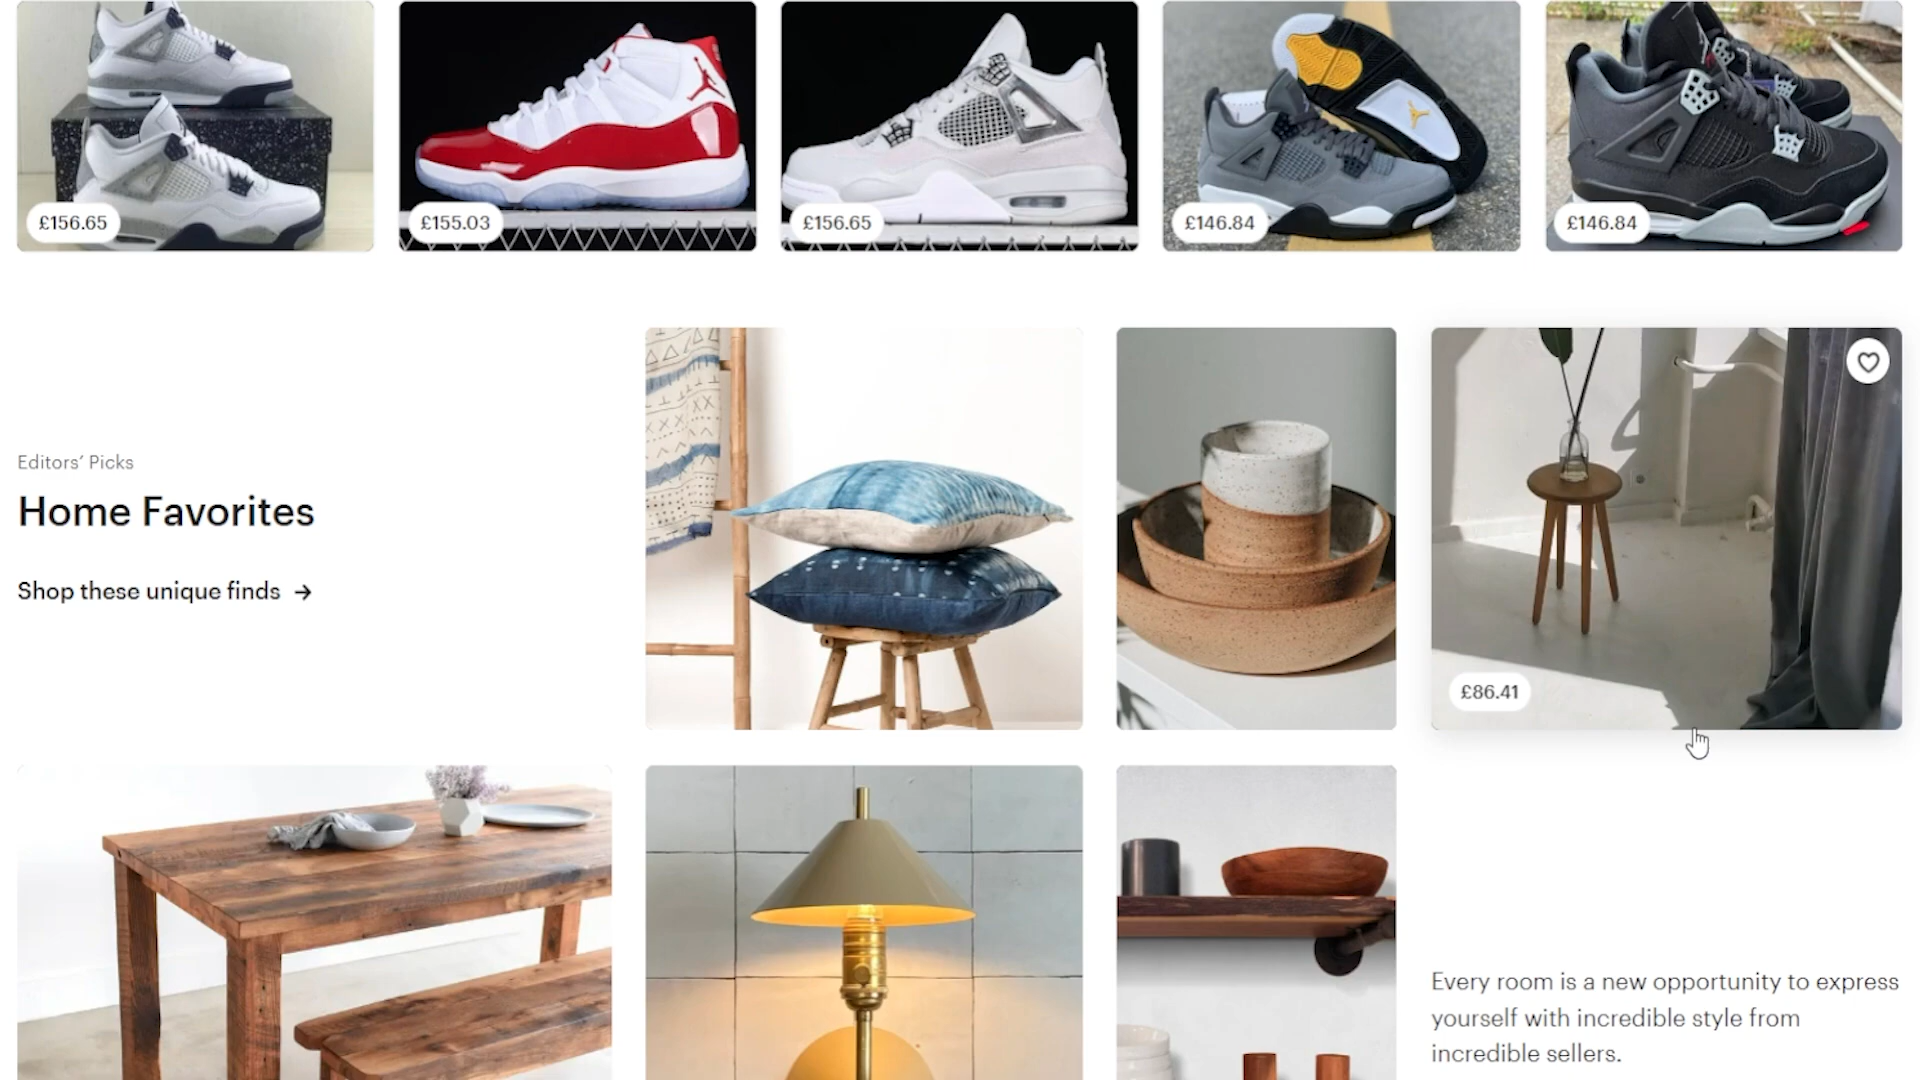 £156.65
£155.03
£156.65
£146.84
£146.84
Editors’ Picks
Home Favorites
Shop these unique finds →
£86.41
Every room is a new opportunity to express
yourself with incredible style from
incredible sellers.